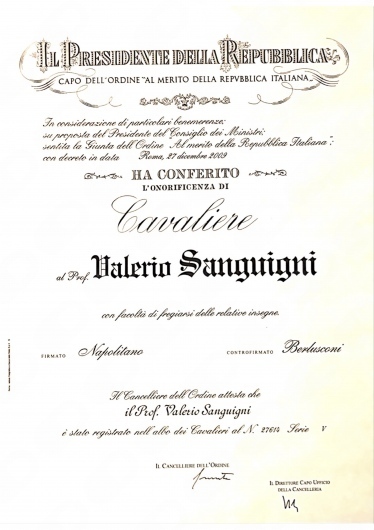 IL PRESIDENTE DELLA REPUBBLICA
CAPO DELL'ORDINE "AL MERITO DELLA REPVBBLICA ITALIANA"
In considerazione di particolari benemerenze;
su proposta del Presidente del Consiglio dei Ministri;
sentita la Giunta dell'Ordine "Al merito della Repubblica Italiana";
con decreto in data Roma, 27 dicembre 2009
HA CONFERITO
L'ONORIFICENZA DI
Cavaliere
al Prof. Valerio Sanguigni
con facoltà di fregiarsi delle relative insegne.
FIRMATO Napolitano CONTROFIRMATO Berlusconi
Il Cancelliere dell'Ordine attesta che
il Prof. Valerio Sanguigni
è stato registrato nell'albo dei Cavalieri al N. 27614 Serie V
IL CANCELLIERE DELL'ORDINE
IL DIRETTORE CAPO UFFICIO
DELLA CANCELLERIA